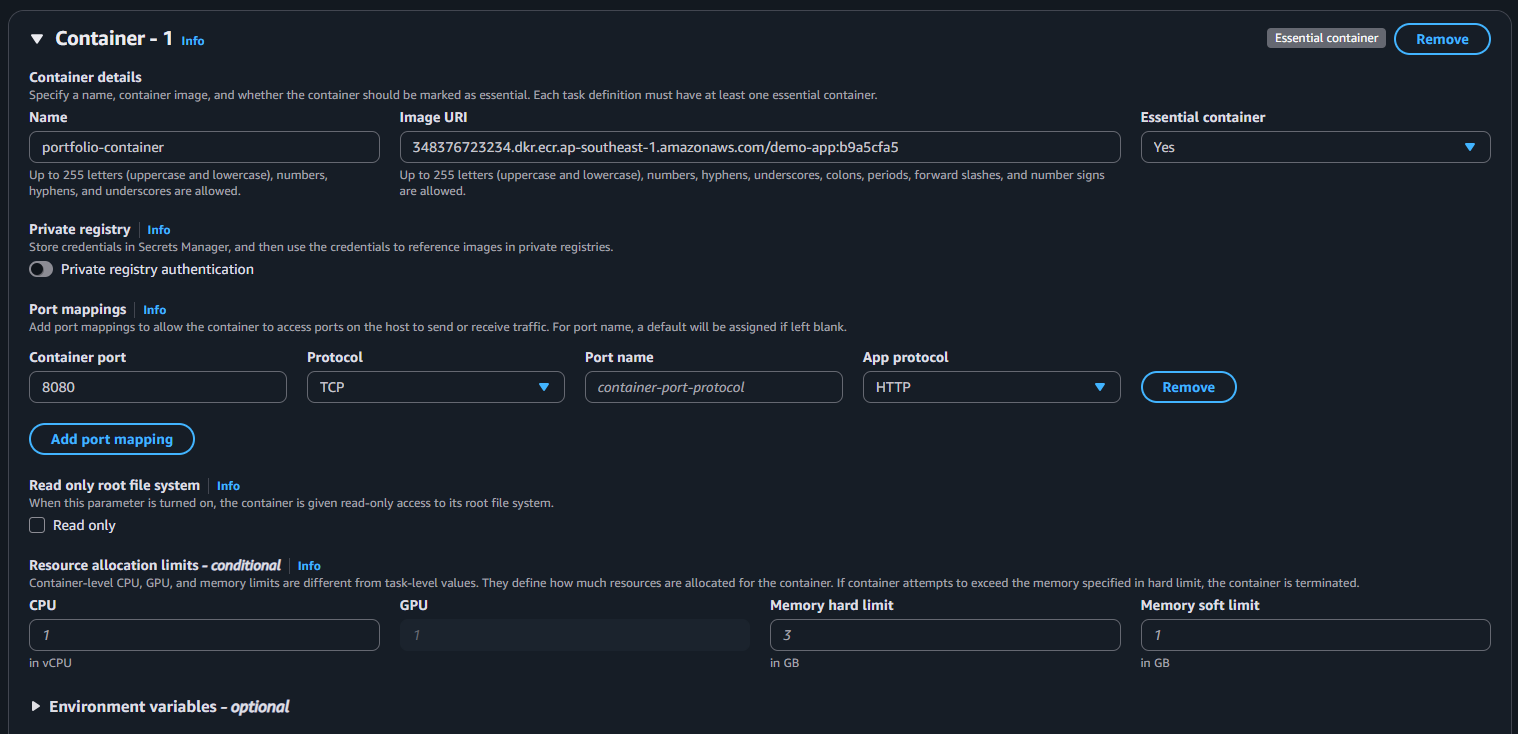 Container - 1 Info
Essential container
Remove
Container details
Specify a name, container image, and whether the container should be marked as essential. Each task definition must have at least one essential container.
Name
Image URI
Essential container
portfolio-container
348376723234.dkr.ecr.ap-southeast-1.amazonaws.com/demo-app:b9a5cfa5
Yes
Up to 255 letters (uppercase and lowercase), numbers,
hyphens, and underscores are allowed.
Up to 255 letters (uppercase and lowercase), numbers, hyphens, underscores, colons, periods, forward slashes, and number signs
are allowed.
Private registry Info
Store credentials in Secrets Manager, and then use the credentials to reference images in private registries.
Private registry authentication
Port mappings Info
Add port mappings to allow the container to access ports on the host to send or receive traffic. For port name, a default will be assigned if left blank.
Container port
Protocol
Port name
App protocol
8080
TCP
container-port-protocol
HTTP
Remove
Add port mapping
Read only root file system Info
When this parameter is turned on, the container is given read-only access to its root file system.
Read only
Resource allocation limits - conditional Info
Container-level CPU, GPU, and memory limits are different from task-level values. They define how much resources are allocated for the container. If container attempts to exceed the memory specified in hard limit, the container is terminated.
CPU
GPU
Memory hard limit
Memory soft limit
1
1
3
1
in vCPU
in GB
in GB
Environment variables - optional